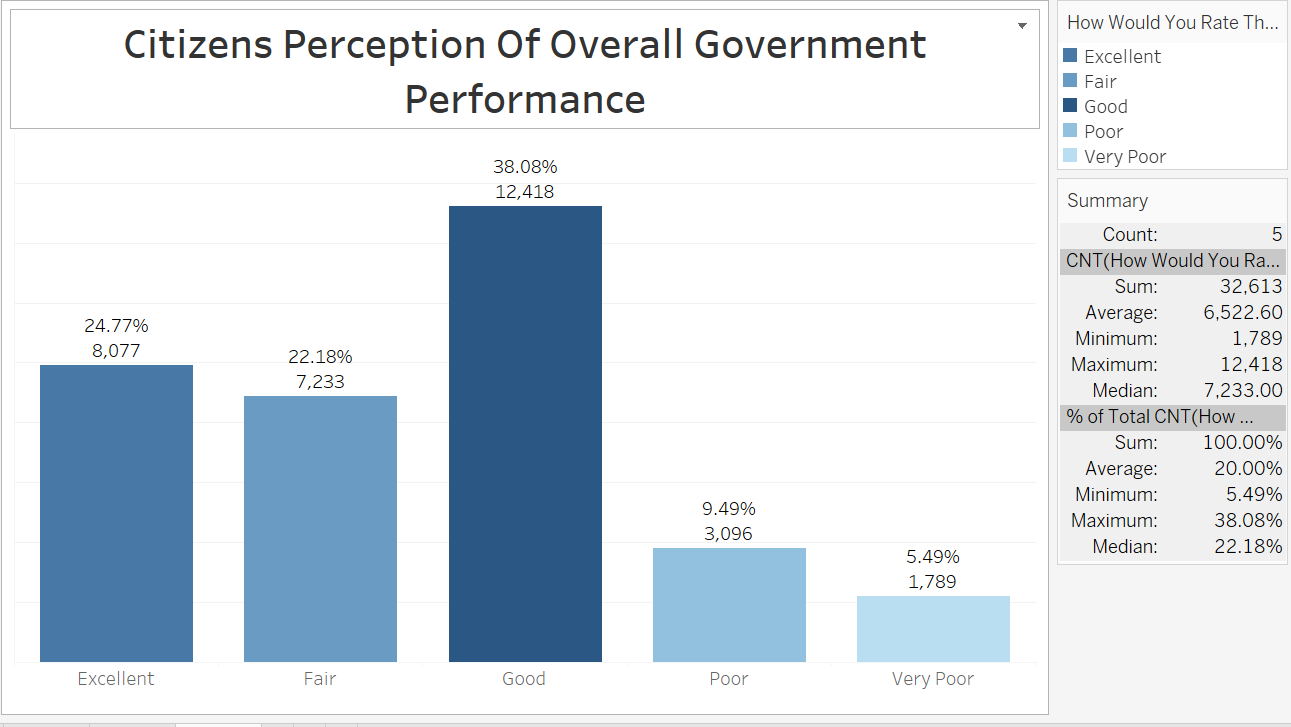 Citizens Perception Of Overall Government
Performance
38.08%
12,418
24.77%
8,077
22.18%
7,233
9.49%
3,096
5.49%
1,789
Excellent Fair Good Poor Very Poor
How Would You Rate Th...
Excellent
Fair
Good
Poor
Very Poor
Summary
Count: 5
CNT(How Would You Ra...
Sum: 32,613
Average: 6,522.60
Minimum: 1,789
Maximum: 12,418
Median: 7,233.00
% of Total CNT(How ...
Sum: 100.00%
Average: 20.00%
Minimum: 5.49%
Maximum: 38.08%
Median: 22.18%